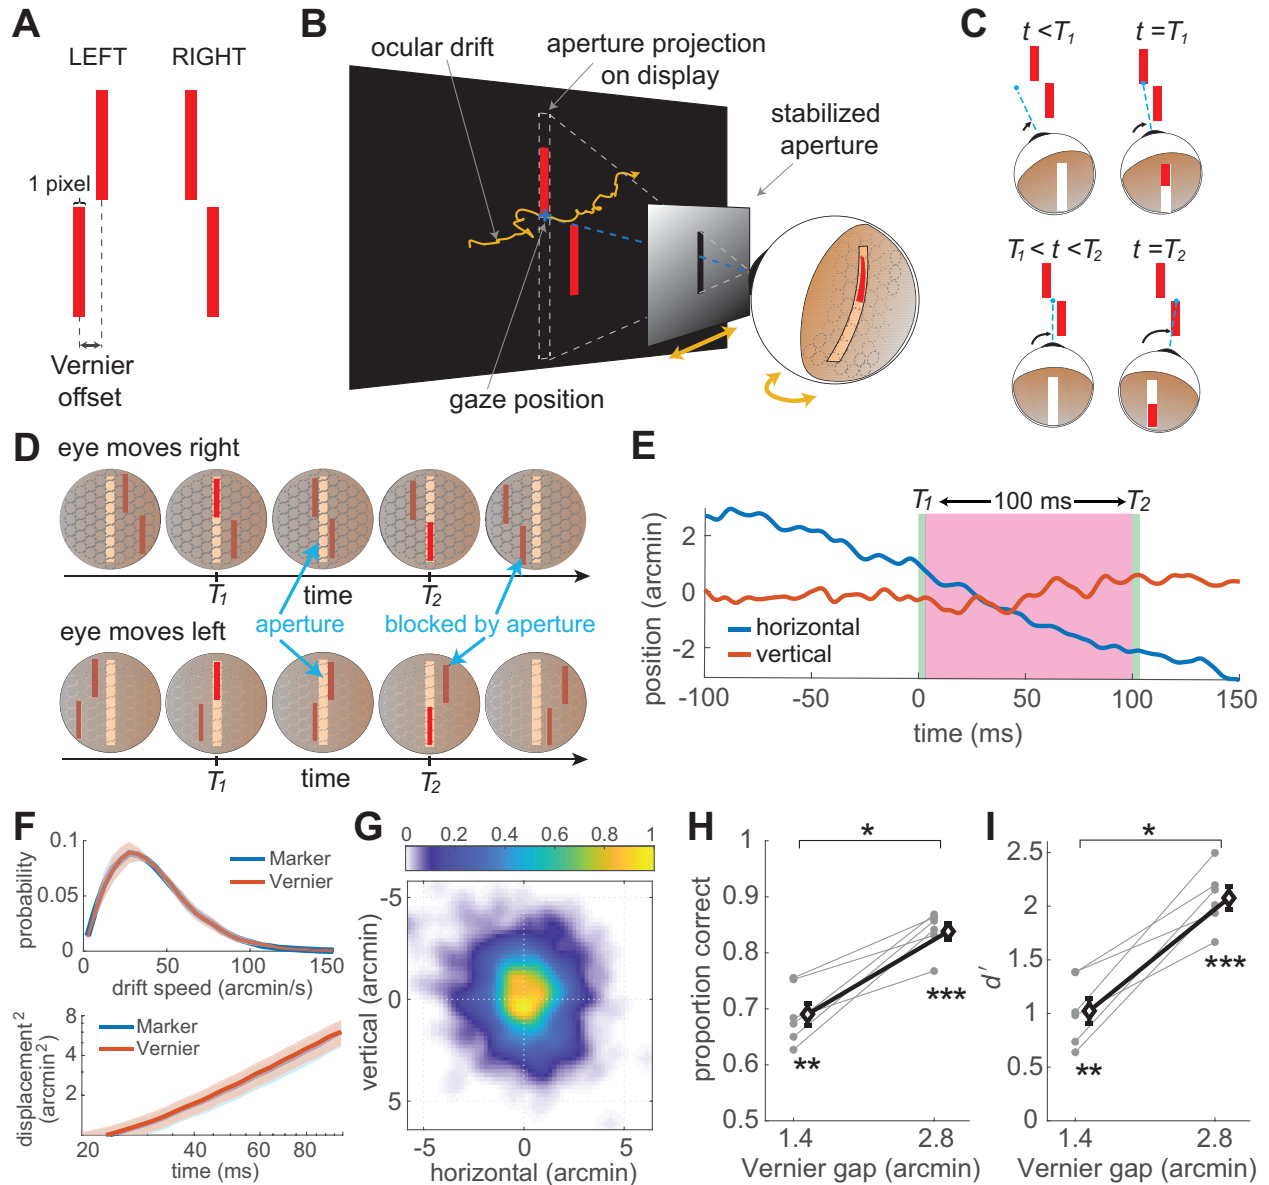 A
LEFT RIGHT
1 pixel
Vernier
offset
B
ocular drift
aperture projection
on display
stabilized
aperture
gaze position
C
t < T1
t = T1
T1 < t < T2
t = T2
D
eye moves right
T1 time T2
aperture blocked by aperture
eye moves left
T1 time T2
E
T1 100 ms T2
position (arcmin)
2
0
-2
horizontal
vertical
-100 -50 0 50 100 150
time (ms)
F
probability
0.1
0.05
0
Marker
Vernier
0 50 100 150
drift speed (arcmin/s)
displacement2
(arcmin2)
8
4
2
Marker
Vernier
20 40 60 80
time (ms)
G
0 0.2 0.4 0.6 0.8 1
vertical (arcmin)
-5
0
5
-5 0 5
horizontal (arcmin)
H
proportion correct
1
0.9
0.8
0.7
0.6
0.5
*
**
***
1.4 2.8
Vernier gap (arcmin)
I
d′
2.5
2
1.5
1
0.5
0
*
**
***
1.4 2.8
Vernier gap (arcmin)